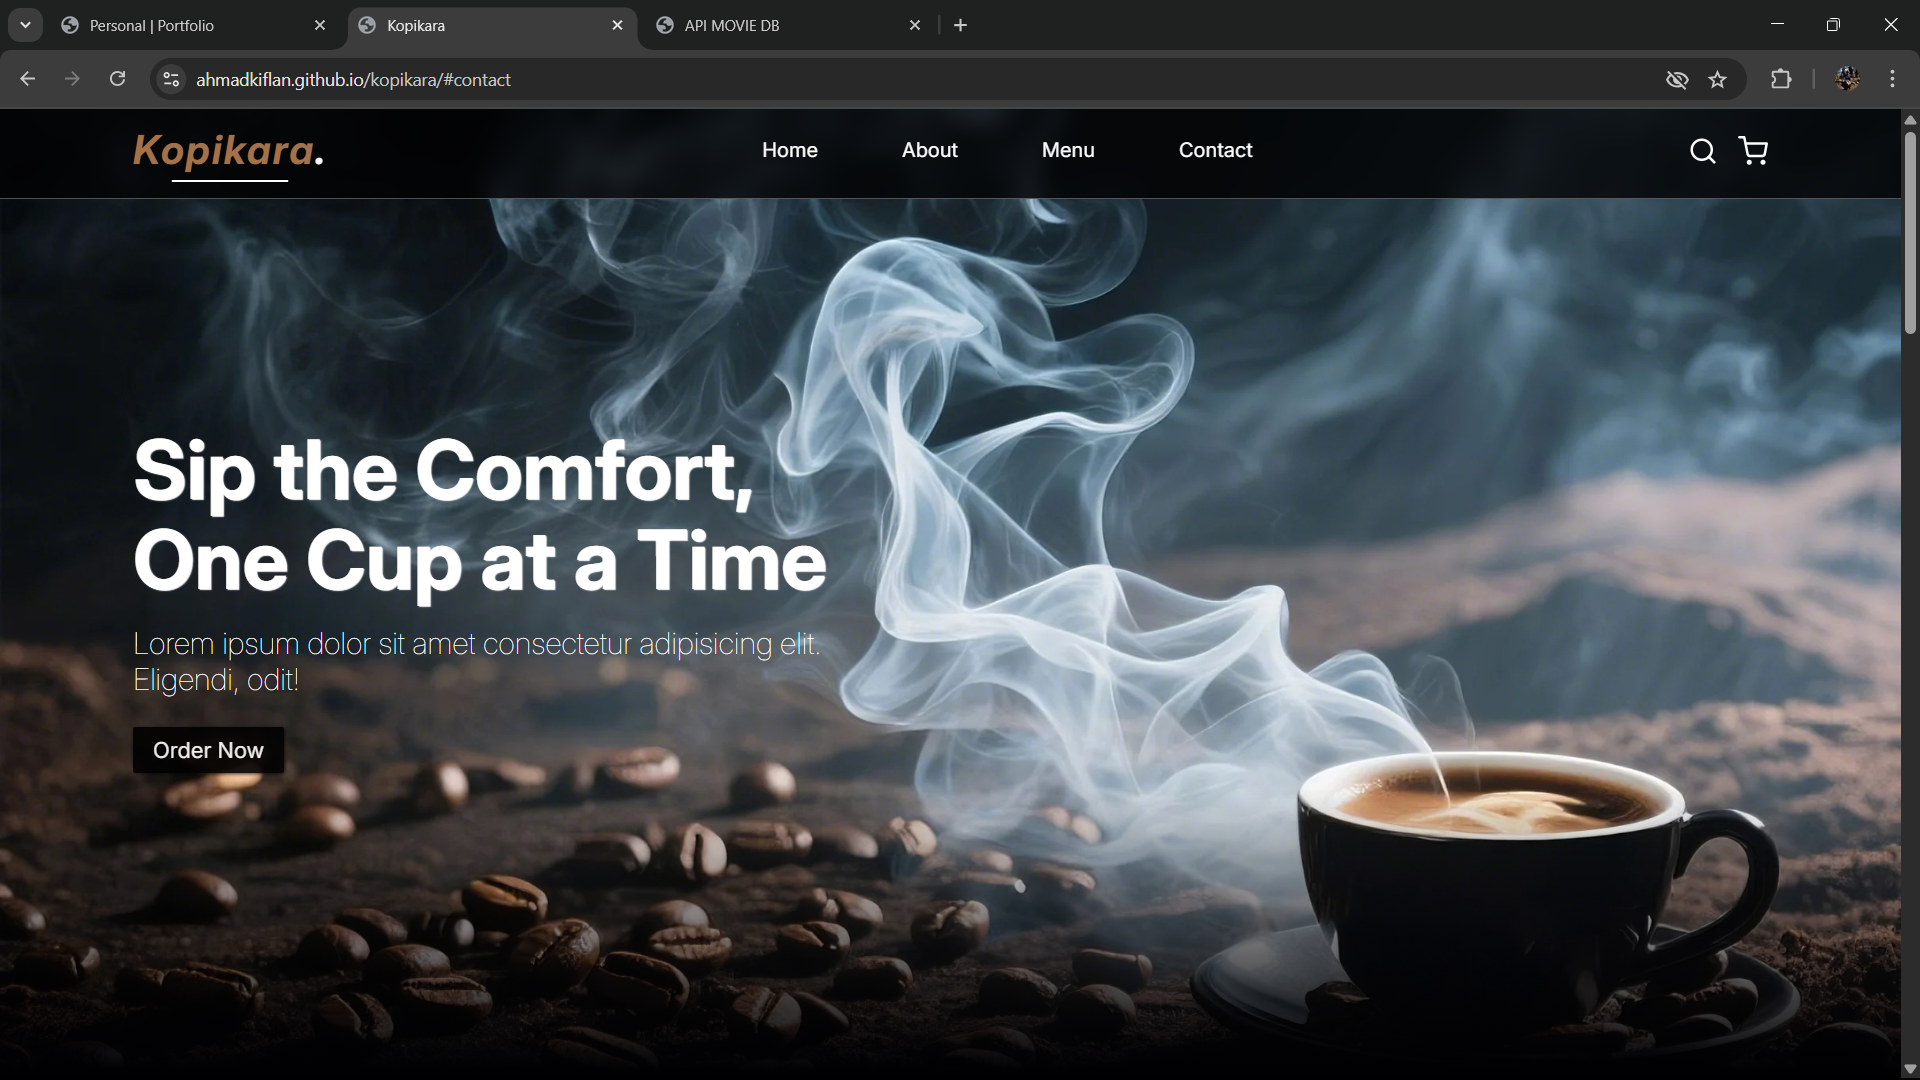 Personal | Portfolio
Kopikara
API MOVIE DB
ahmadkiflan.github.io/kopikara/#contact
Kopikara.
Home
About
Menu
Contact
Sip the Comfort,
One Cup at a Time
Lorem ipsum dolor sit amet consectetur adipisicing elit.
Eligendi, odit!
Order Now